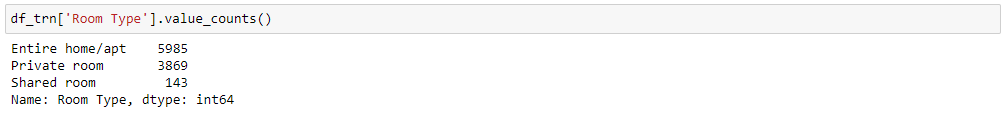 df_trn['Room Type'].value_counts()
Entire home/apt    5985
Private room       3869
Shared room         143
Name: Room Type, dtype: int64